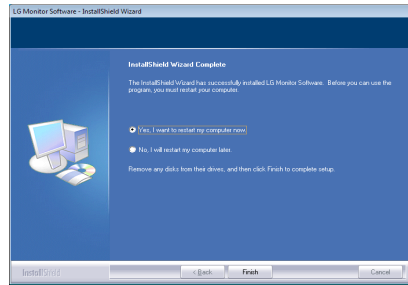 LG Monitor Software - InstallShield Wizard
InstallShield Wizard Complete
The InstallShield Wizard has successfully installed LG Monitor Software. Before you can use the
program, you must restart your computer.
Yes, I want to restart my computer now.
No, I will restart my computer later.
Remove any disks from their drives, and then click Finish to complete setup.
InstallShield
< Back Finish Cancel